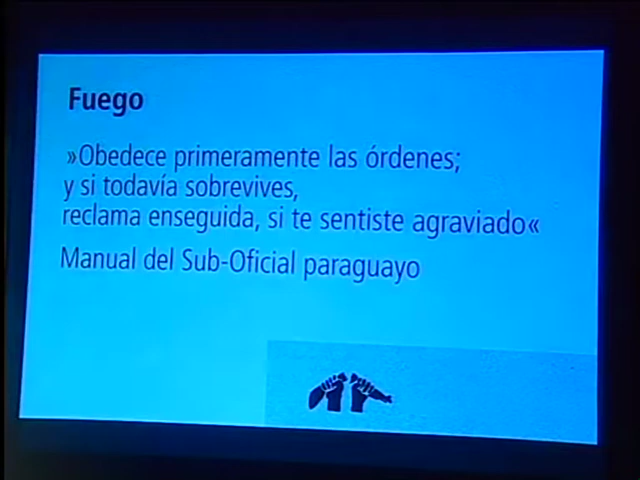 Fuego
»Obedece primeramente las órdenes;
y si todavía sobrevives,
reclama enseguida, si te sentiste agraviado«
Manual del Sub-Oficial paraguayo